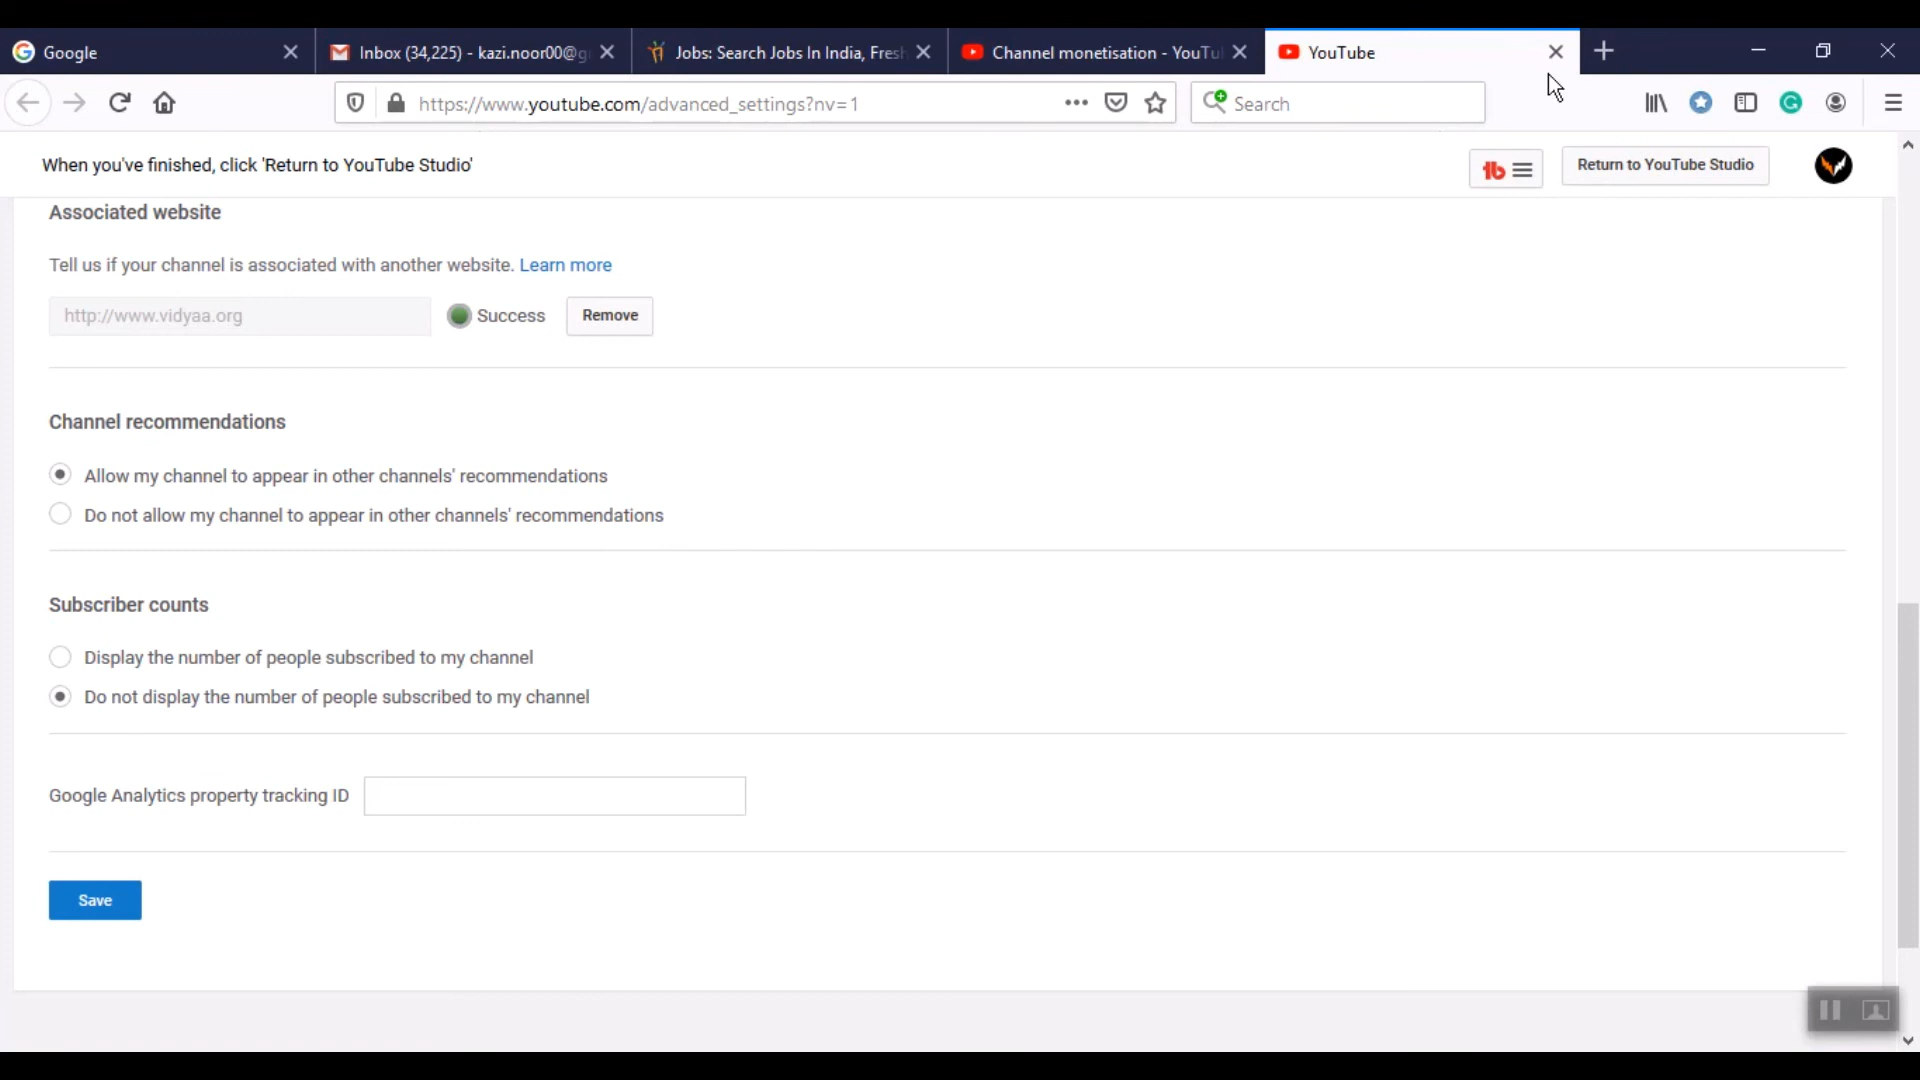 Google
Inbox (34,225) - kazi.noor00@g
Jobs: Search Jobs In India, Fresh
Channel monetisation - YouTu
YouTube
https://www.youtube.com/advanced_settings?nv=1
Search
When you've finished, click 'Return to YouTube Studio'
tb
Return to YouTube Studio
Associated website
Tell us if your channel is associated with another website. Learn more
http://www.vidyaa.org
Success
Remove
Channel recommendations
Allow my channel to appear in other channels' recommendations
Do not allow my channel to appear in other channels' recommendations
Subscriber counts
Display the number of people subscribed to my channel
Do not display the number of people subscribed to my channel
Google Analytics property tracking ID
Save